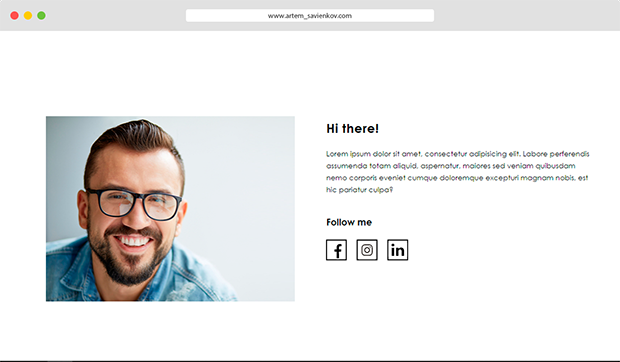 www.artem_savienkov.com
Hi there!
Lorem ipsum dolor sit amet, consectetur adipisicing elit. Labore perferendis
assumenda totam aliquid, aspernatur, maiores sed veniam quibusdam
nemo corporis eveniet cumque doloremque excepturi magnam nobis, est
hic pariatur culpa?
Follow me